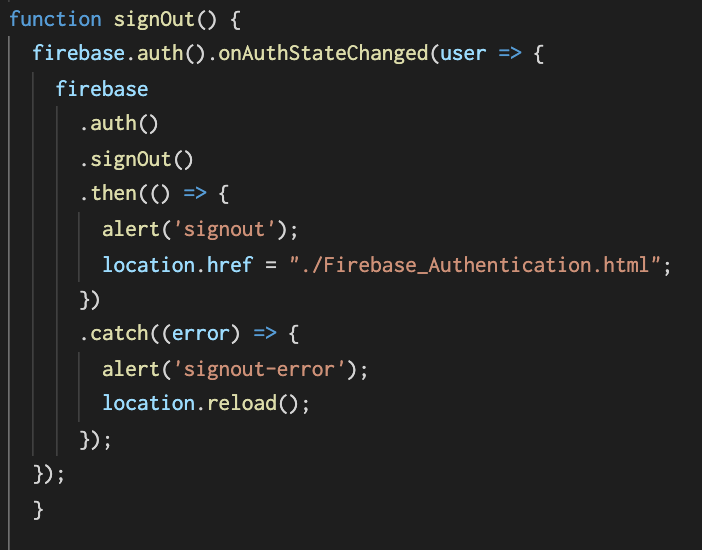 function signOut() {
firebase.auth().onAuthStateChanged(user => {
firebase
.auth()
.signOut()
.then(() => {
alert('signout');
location.href = "./Firebase_Authentication.html";
})
.catch((error) => {
alert('signout-error');
location.reload();
});
});
}